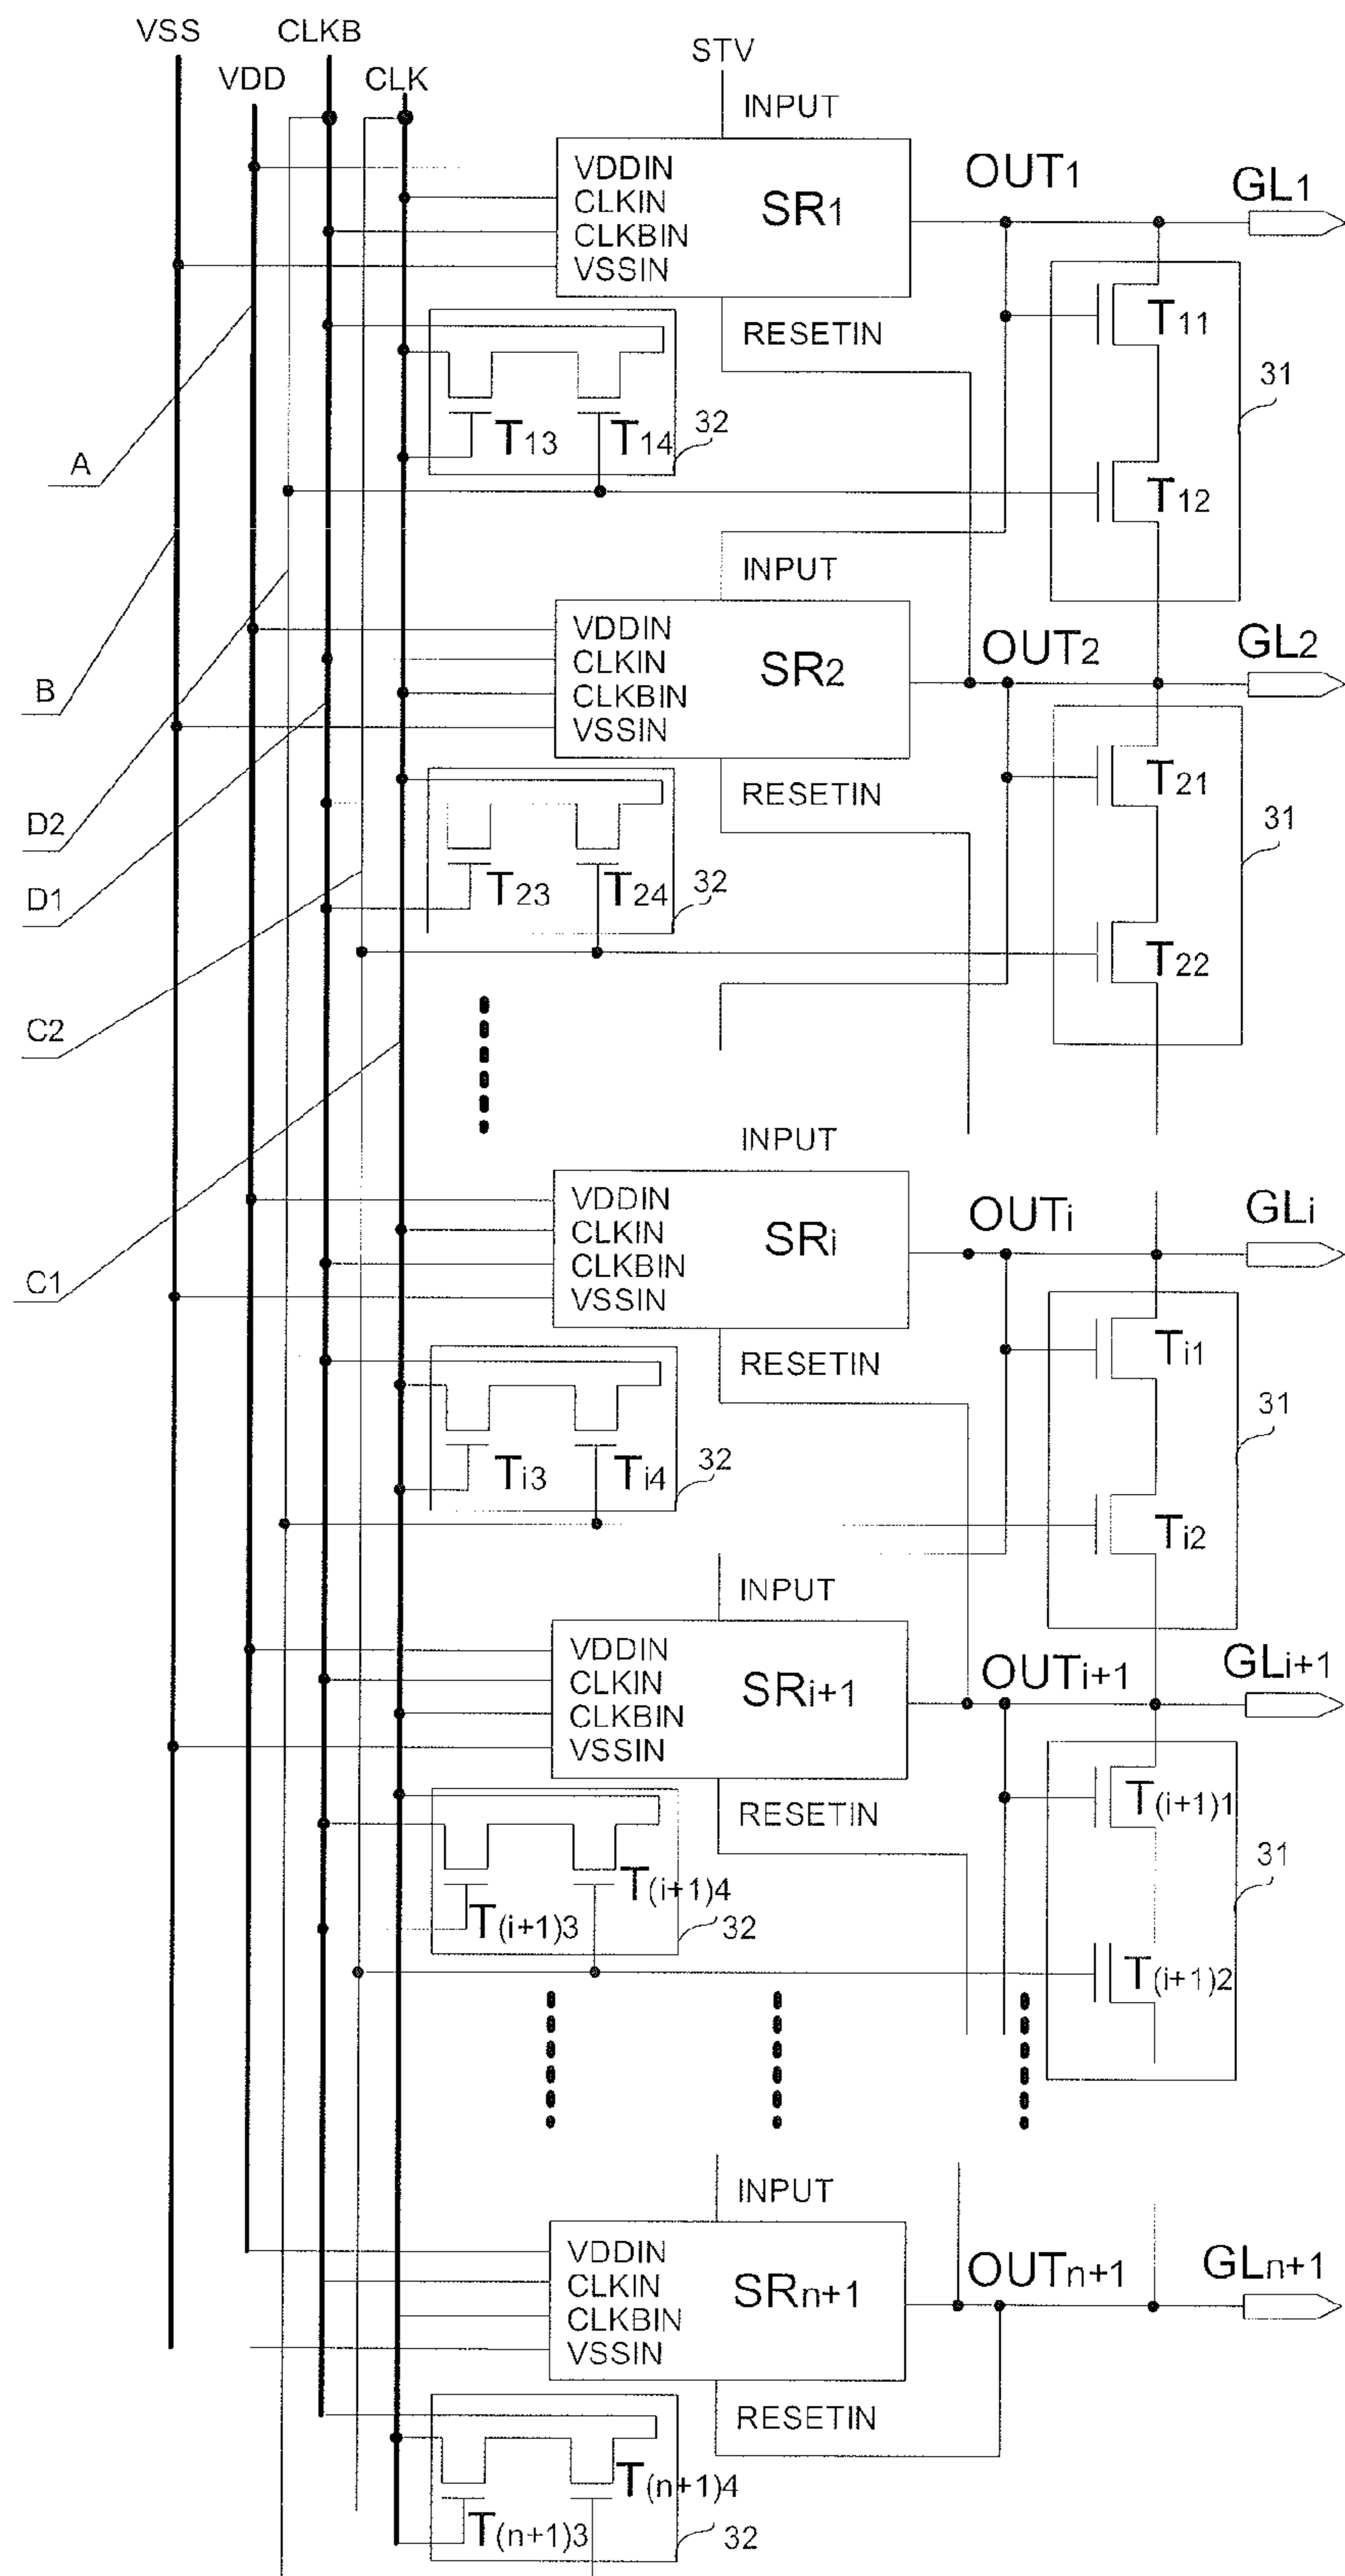 VSS
CLKB
VDD
CLK
STV
INPUT
VDDIN
CLKIN
CLKBIN
VSSIN
SR1
OUT1
GL1
RESETIN
T11
31
T13
T14
32
T12
A
INPUT
VDDIN
CLKIN
CLKBIN
VSSIN
SR2
OUT2
GL2
B
RESETIN
T21
31
D2
T23
T24
32
D1
T22
C2
INPUT
VDDIN
CLKIN
CLKBIN
VSSIN
SRi
OUTi
GLi
C1
RESETIN
Ti1
31
Ti3
Ti4
32
Ti2
INPUT
VDDIN
CLKIN
CLKBIN
VSSIN
SRi+1
OUTi+1
GLi+1
RESETIN
T(i+1)1
31
T(i+1)4
T(i+1)3
32
T(i+1)2
INPUT
VDDIN
CLKIN
CLKBIN
VSSIN
SRn+1
OUTn+1
GLn+1
RESETIN
T(n+1)4
T(n+1)3
32